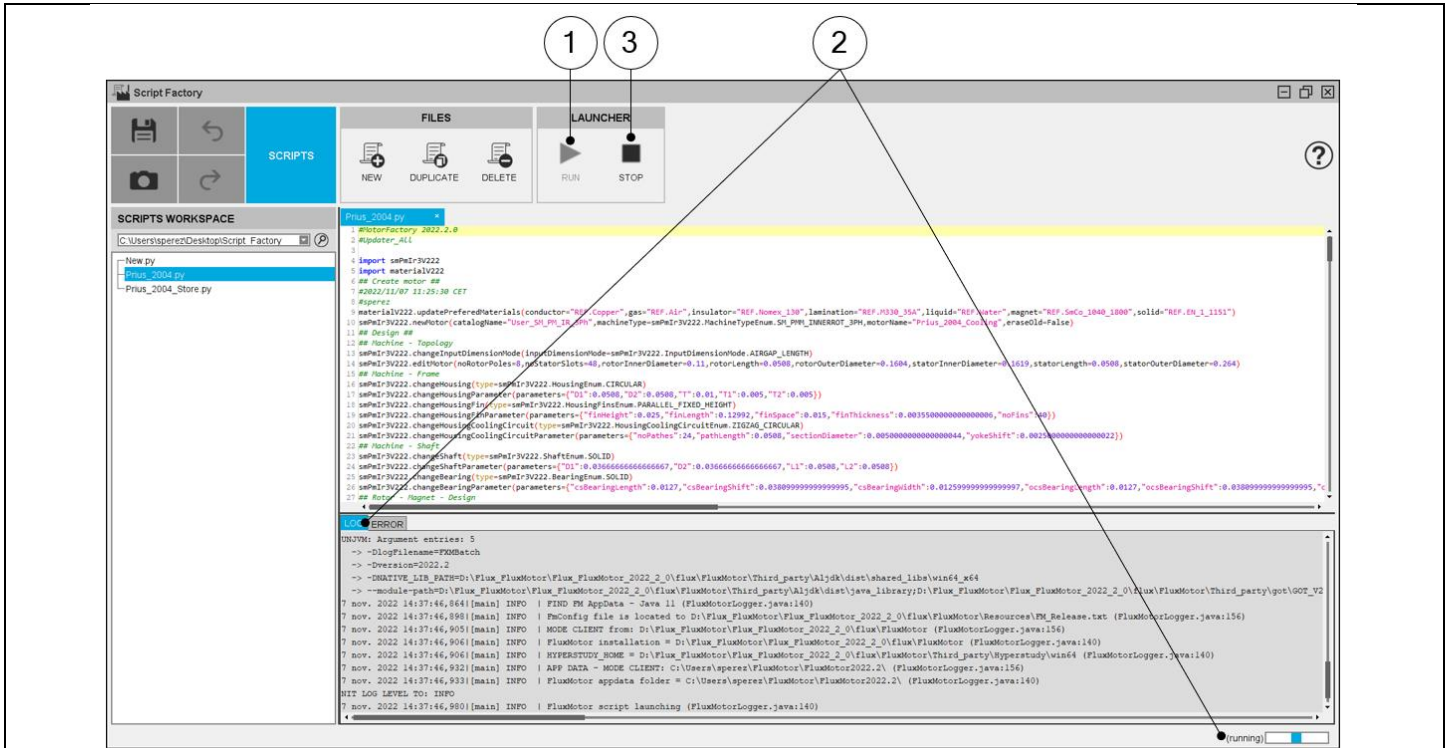 1 3 2
Script Factory
FILES LAUNCHER
SCRIPTS
NEW DUPLICATE DELETE RUN STOP
?
SCRIPTS WORKSPACE
C:\Users\sperez\Desktop\Script_Factory
New.py
Prius_2004.py
Prius_2004_Store.py
Prius_2004.py ×
1 #MotorFactory 2022.2.0
2 #Updater_All
3
4 import smPmIr3V222
5 import materialV222
6 ## Create motor ##
7 #2022/11/07 11:25:30 CET
8 #sperez
9 materialV222.updatePreferedMaterials(conductor="REF.Copper",gas="REF.Air",insulator="REF.Nomex_130",lamination="REF.M330_35A",liquid="REF.Water",magnet="REF.SmCo_1040_1800",solid="REF.EN_1_1151")
10 smPmIr3V222.newMotor(catalogName="User_SM_PM_IR_3Ph",machineType=smPmIr3V222.MachineTypeEnum.SM_PMM_INNERROT_3PH,motorName="Prius_2004_Cooling",eraseOld=False)
11 ## Design ##
12 ## Machine - Topology
13 smPmIr3V222.changeInputDimensionMode(inputDimensionMode=smPmIr3V222.InputDimensionMode.AIRGAP_LENGTH)
14 smPmIr3V222.editMotor(noRotorPoles=8,noStatorSlots=48,rotorInnerDiameter=0.11,rotorLength=0.0508,rotorOuterDiameter=0.1604,statorInnerDiameter=0.1619,statorLength=0.0508,statorOuterDiameter=0.264)
15 ## Machine - Frame
16 smPmIr3V222.changeHousing(type=smPmIr3V222.HousingEnum.CIRCULAR)
17 smPmIr3V222.changeHousingParameter(parameters={"D1":0.0508,"D2":0.0508,"T":0.01,"T1":0.005,"T2":0.005})
18 smPmIr3V222.changeHousingFin(type=smPmIr3V222.HousingFinsEnum.PARALLEL_FIXED_HEIGHT)
19 smPmIr3V222.changeHousingFinParameter(parameters={"finHeight":0.025,"finLength":0.12992,"finSpace":0.015,"finThickness":0.0035500000000000006,"noFins":40})
20 smPmIr3V222.changeHousingCoolingCircuit(type=smPmIr3V222.HousingCoolingCircuitEnum.ZIGZAG_CIRCULAR)
21 smPmIr3V222.changeHousingCoolingCircuitParameter(parameters={"noPathes":24,"pathLength":0.0508,"sectionDiameter":0.0050000000000000044,"yokeShift":0.0025000000000000022})
22 ## Machine - Shaft
23 smPmIr3V222.changeShaft(type=smPmIr3V222.ShaftEnum.SOLID)
24 smPmIr3V222.changeShaftParameter(parameters={"D1":0.03666666666666667,"D2":0.03666666666666667,"L1":0.0508,"L2":0.0508})
25 smPmIr3V222.changeBearing(type=smPmIr3V222.BearingEnum.SOLID)
26 smPmIr3V222.changeBearingParameter(parameters={"csBearingLength":0.0127,"csBearingShift":0.038099999999999995,"csBearingWidth":0.01259999999999997,"ocsBearingLength":0.0127,"ocsBearingShift":0.038099999999999995,"c
27 ## Rotor - Magnet - Design
LOG ERROR
UNJVM: Argument entries: 5
-> -DlogFilename=FXMBatch
-> -Dversion=2022.2
-> -DNATIVE_LIB_PATH=D:\Flux_FluxMotor\Flux_FluxMotor_2022_2_0\flux\FluxMotor\Third_party\Aljdk\dist\shared_libs\win64_x64
-> --module-path=D:\Flux_FluxMotor\Flux_FluxMotor_2022_2_0\flux\FluxMotor\Third_party\Aljdk\dist\java_library;D:\Flux_FluxMotor\Flux_FluxMotor_2022_2_0\flux\FluxMotor\Third_party\got\GOT_V2
7 nov. 2022 14:37:46,864|[main] INFO | FIND FM AppData - Java 11 (FluxMotorLogger.java:140)
7 nov. 2022 14:37:46,898|[main] INFO | FmConfig file is located to D:\Flux_FluxMotor\Flux_FluxMotor_2022_2_0\flux\FluxMotor\Resources\FM_Release.txt (FluxMotorLogger.java:156)
7 nov. 2022 14:37:46,905|[main] INFO | MODE CLIENT from: D:\Flux_FluxMotor\Flux_FluxMotor_2022_2_0\flux\FluxMotor (FluxMotorLogger.java:156)
7 nov. 2022 14:37:46,906|[main] INFO | FluxMotor installation = D:\Flux_FluxMotor\Flux_FluxMotor_2022_2_0\flux\FluxMotor (FluxMotorLogger.java:140)
7 nov. 2022 14:37:46,906|[main] INFO | HYPERSTUDY_HOME = D:\Flux_FluxMotor\Flux_FluxMotor_2022_2_0\flux\FluxMotor\Third_party\Hyperstudy\win64 (FluxMotorLogger.java:140)
7 nov. 2022 14:37:46,932|[main] INFO | APP DATA - MODE CLIENT: C:\Users\sperez\FluxMotor\FluxMotor2022.2\ (FluxMotorLogger.java:156)
7 nov. 2022 14:37:46,933|[main] INFO | FluxMotor appdata folder = C:\Users\sperez\FluxMotor\FluxMotor2022.2\ (FluxMotorLogger.java:140)
NIT LOG LEVEL TO: INFO
7 nov. 2022 14:37:46,980|[main] INFO | FluxMotor script launching (FluxMotorLogger.java:140)
(running)